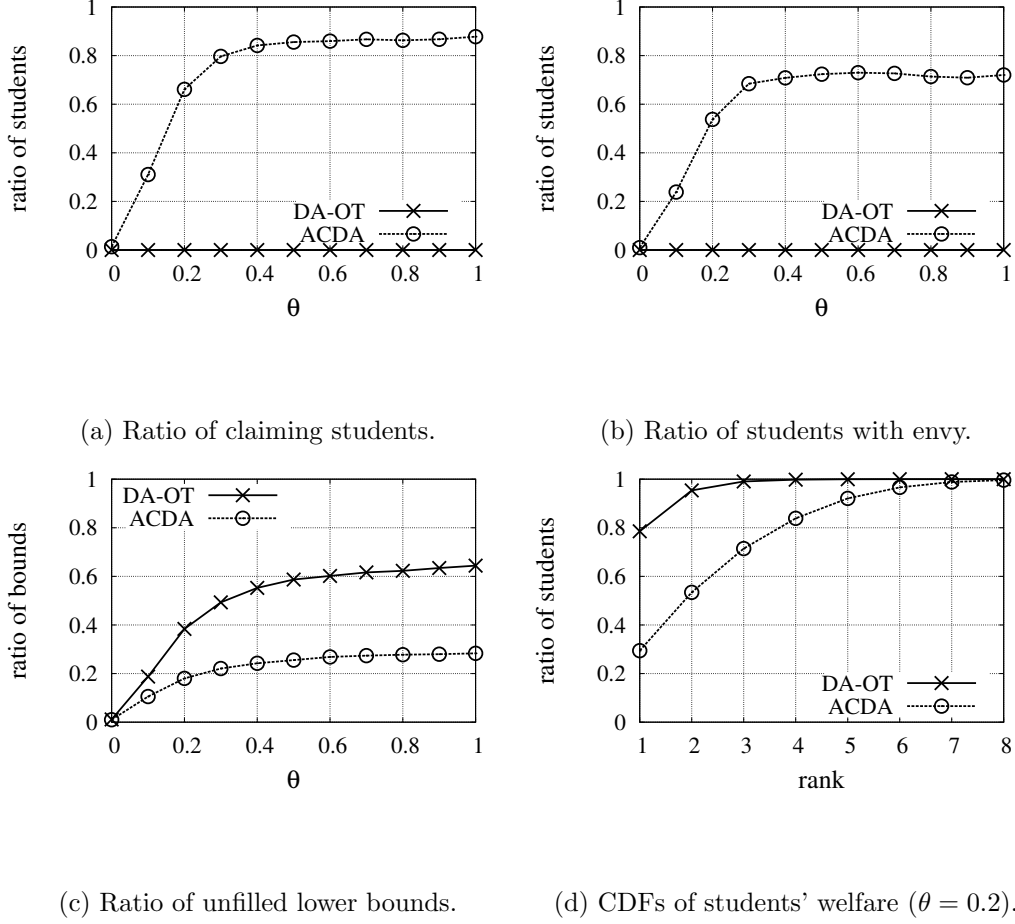 1
0.8
0.6
0.4
0.2
0
0 0.2 0.4 0.6 0.8 1
ratio of students
θ
DA-OT
ACDA
(a) Ratio of claiming students.
1
0.8
0.6
0.4
0.2
0
0 0.2 0.4 0.6 0.8 1
ratio of students
θ
DA-OT
ACDA
(b) Ratio of students with envy.
1
0.8
0.6
0.4
0.2
0
0 0.2 0.4 0.6 0.8 1
ratio of bounds
θ
DA-OT
ACDA
(c) Ratio of unfilled lower bounds.
1
0.8
0.6
0.4
0.2
0
1 2 3 4 5 6 7 8
ratio of students
rank
DA-OT
ACDA
(d) CDFs of students’ welfare (θ = 0.2).